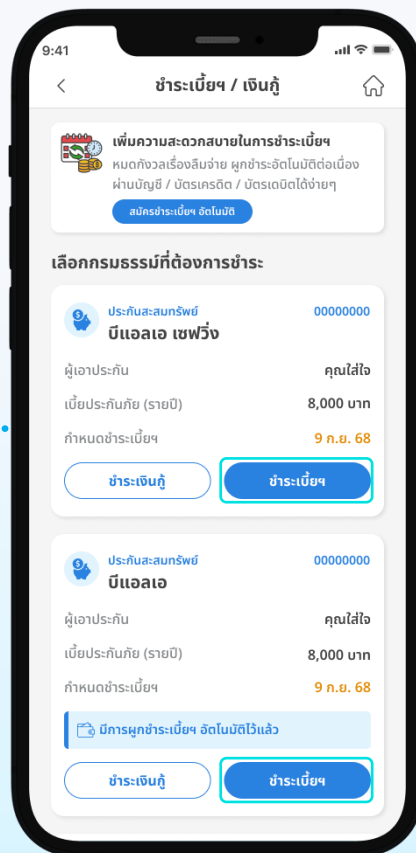 9:41
ชำระเบี้ยฯ / เงินกู้
เพิ่มความสะดวกสบายในการชำระเบี้ยฯ
หมดกังวลเรื่องลืมจ่าย ผูกชำระอัตโนมัติต่อเนื่อง
ผ่านบัญชี / บัตรเครดิต / บัตรเดบิตได้ง่ายๆ
สมัครชำระเบี้ยฯ อัตโนมัติ
เลือกกรมธรรม์ที่ต้องการชำระ
ประกันสะสมทรัพย์ 00000000
บีแอลเอ เซฟวิ่ง
ผู้เอาประกัน คุณใส่ใจ
เบี้ยประกันภัย (รายปี) 8,000 บาท
กำหนดชำระเบี้ยฯ 9 ก.ย. 68
ชำระเงินกู้ ชำระเบี้ยฯ
ประกันสะสมทรัพย์ 00000000
บีแอลเอ
ผู้เอาประกัน คุณใส่ใจ
เบี้ยประกันภัย (รายปี) 8,000 บาท
กำหนดชำระเบี้ยฯ 9 ก.ย. 68
มีการผูกชำระเบี้ยฯ อัตโนมัติไว้แล้ว
ชำระเงินกู้ ชำระเบี้ยฯ